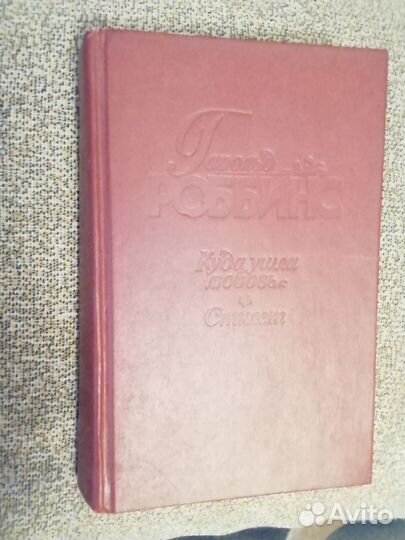 Гарольд
РОББИНС
Куда ушла
любовь
Стилет
Avito